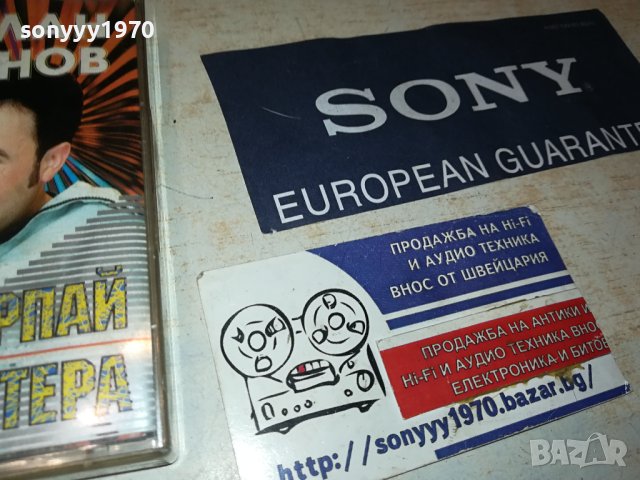 sonyyy1970
НОВ
РПАЙ
ТЕРА
SONY
EUROPEAN GUARANTE
ПРОДАЖБА НА Hi-Fi
И АУДИО ТЕХНИКА
ВНОС ОТ ШВЕЙЦАРИЯ
ПРОДАЖБА НА АНТИКИ И
Hi-Fi И АУДИО ТЕХНИКА ВНО
ЕЛЕКТРОНИКА И БИТОВ
http://sonyyy1970.bazar.bg/
BAZAR